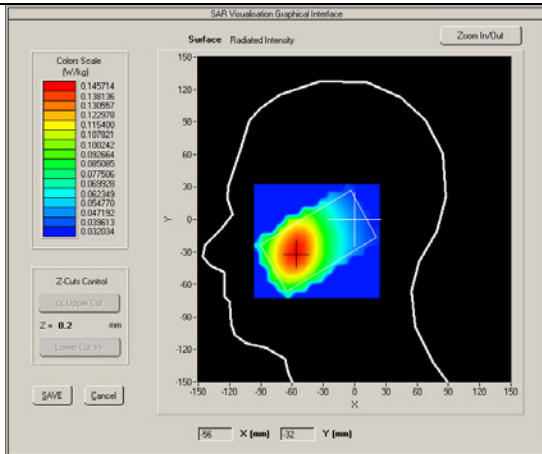 SAR Visualisation Graphical Interface
Surface Radiated Intensity
Zoom In/Out
Colors Scale
(W/kg)
0.145714
0.138136
0.130557
0.122978
0.115400
0.107821
0.100242
0.092664
0.085085
0.077506
0.069928
0.062349
0.054770
0.047192
0.039613
0.032034
150
120
90
60
30
0
-30
-60
-90
-120
-150
Y
-150 -120 -90 -60 -30 0 30 60 90 120 150
X
Z-Cuts Control
<< Upper Cut
Z = 0.2 mm
Lower Cut >>
SAVE Cancel
-56 X (mm) -32 Y (mm)